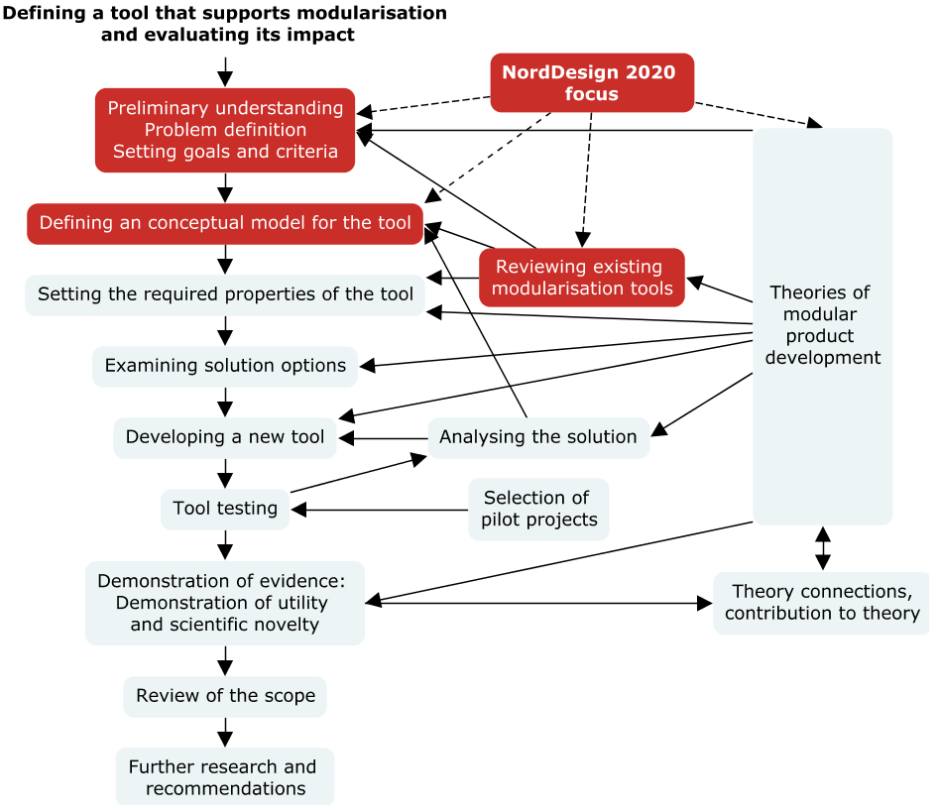 Defining a tool that supports modularisation
and evaluating its impact
NordDesign 2020
focus
Preliminary understanding
Problem definition
Setting goals and criteria
Defining an conceptual model for the tool
Reviewing existing
modularisation tools
Setting the required properties of the tool
Theories of
modular
product
development
Examining solution options
Developing a new tool
Analysing the solution
Tool testing
Selection of
pilot projects
Demonstration of evidence:
Demonstration of utility
and scientific novelty
Theory connections,
contribution to theory
Review of the scope
Further research and
recommendations